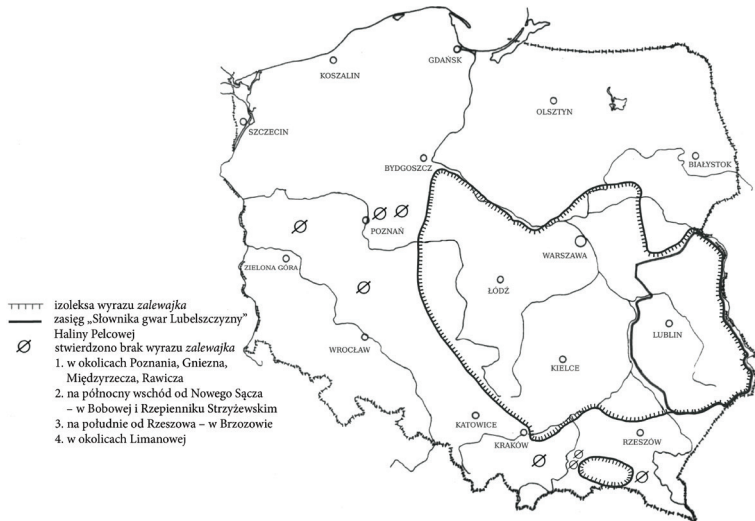 KOSZALIN
GDAŃSK
OLSZTYN
SZCZECIN
BYDGOSZCZ
BIAŁYSTOK
POZNAŃ
WARSZAWA
ZIELONA GÓRA
ŁÓDŹ
LUBLIN
WROCŁAW
KIELCE
KATOWICE
KRAKÓW
RZESZÓW
izoleksa wyrazu zalewajka
zasięg „Słownika gwar Lubelszczyzny”
Haliny Pelcowej
stwierdzono brak wyrazu zalewajka
1. w okolicach Poznania, Gniezna,
Międzyrzecza, Rawicza
2. na północny wschód od Nowego Sącza
– w Bobowej i Rzepienniku Strzyżewskim
3. na południe od Rzeszowa – w Brzozowie
4. w okolicach Limanowej